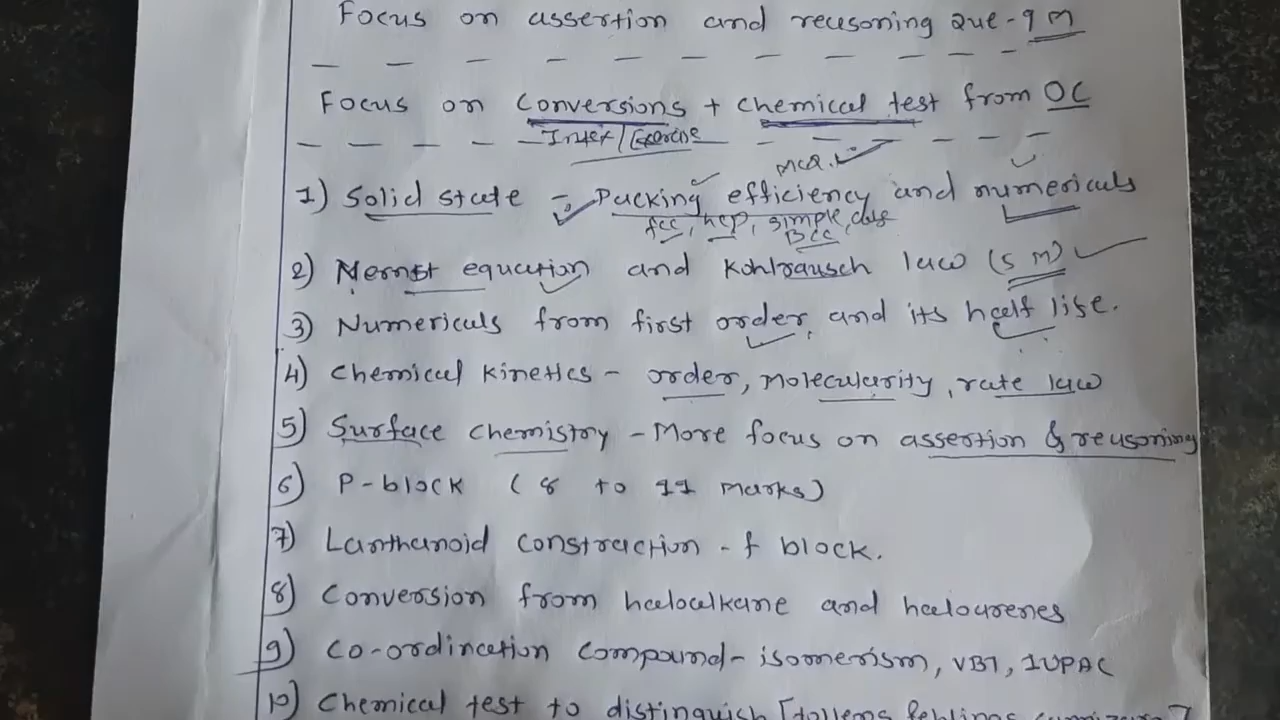 Focus on assertion and reasoning Que - 9 M
Focus on conversions + chemical test from OC
Intex / Exercise
MCQ.
1) Solid state - Packing efficiency and numericals
fcc, hcp, simple,
BCC
2) Nernst equation and Kohlrausch law (5 M)
3) Numericals from first order and its half life.
4) Chemical kinetics - order, molecularity, rate law
5) Surface chemistry - More focus on assertion & reasoning
6) P-block (8 to 11 marks)
7) Lanthanoid constraction - f block.
8) Conversion from haloalkane and haloarenes
9) Co-ordination compound - isomerism, VBT, IUPAC
10) Chemical test to distinguish [tollens fehlings